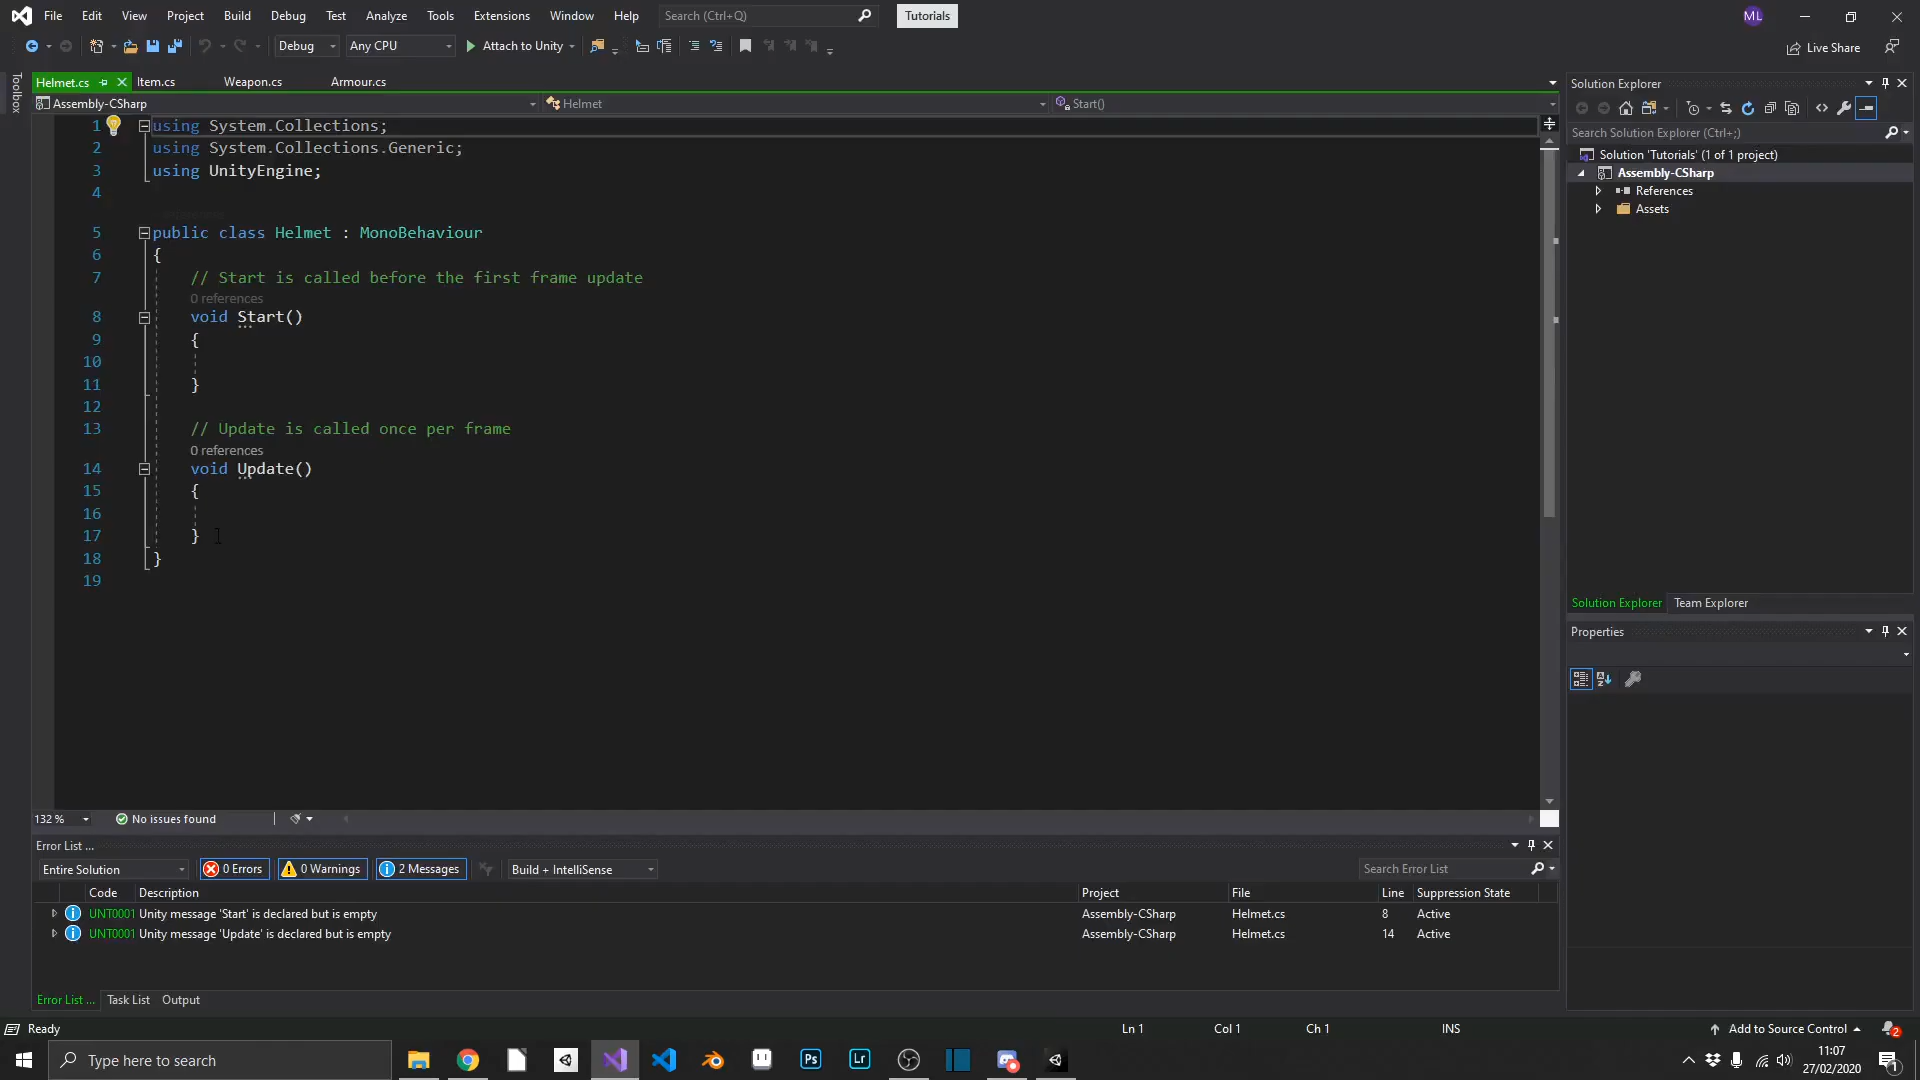 File Edit View Project Build Debug Test Analyze Tools Extensions Window Help Search (Ctrl+Q) Tutorials ML
Debug Any CPU Attach to Unity Live Share
Toolbox
Helmet.cs Item.cs Weapon.cs Armour.cs
Assembly-CSharp Helmet Start()
1 using System.Collections;
2 using System.Collections.Generic;
3 using UnityEngine;
4
5 public class Helmet : MonoBehaviour
6 {
7 // Start is called before the first frame update
0 references
8 void Start()
9 {
10
11 }
12
13 // Update is called once per frame
0 references
14 void Update()
15 {
16
17 }
18 }
19
132 % No issues found
Solution Explorer
Search Solution Explorer (Ctrl+;)
Solution 'Tutorials' (1 of 1 project)
Assembly-CSharp
References
Assets
Solution Explorer Team Explorer
Properties
Error List ...
Entire Solution 0 Errors 0 Warnings 2 Messages Build + IntelliSense Search Error List
Code Description Project File Line Suppression State
UNT0001 Unity message 'Start' is declared but is empty Assembly-CSharp Helmet.cs 8 Active
UNT0001 Unity message 'Update' is declared but is empty Assembly-CSharp Helmet.cs 14 Active
Error List ... Task List Output
Ready Ln 1 Col 1 Ch 1 INS Add to Source Control 2
Type here to search Ps Lr 11:07
27/02/2020 1